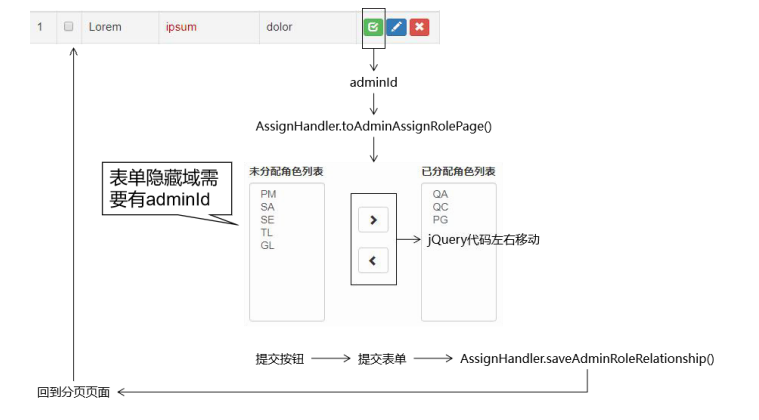 1 Lorem ipsum dolor
adminId
AssignHandler.toAdminAssignRolePage()
表单隐藏域需
要有adminId
未分配角色列表
PM
SA
SE
TL
GL
已分配角色列表
QA
QC
PG
jQuery代码左右移动
提交按钮 提交表单 AssignHandler.saveAdminRoleRelationship()
回到分页页面